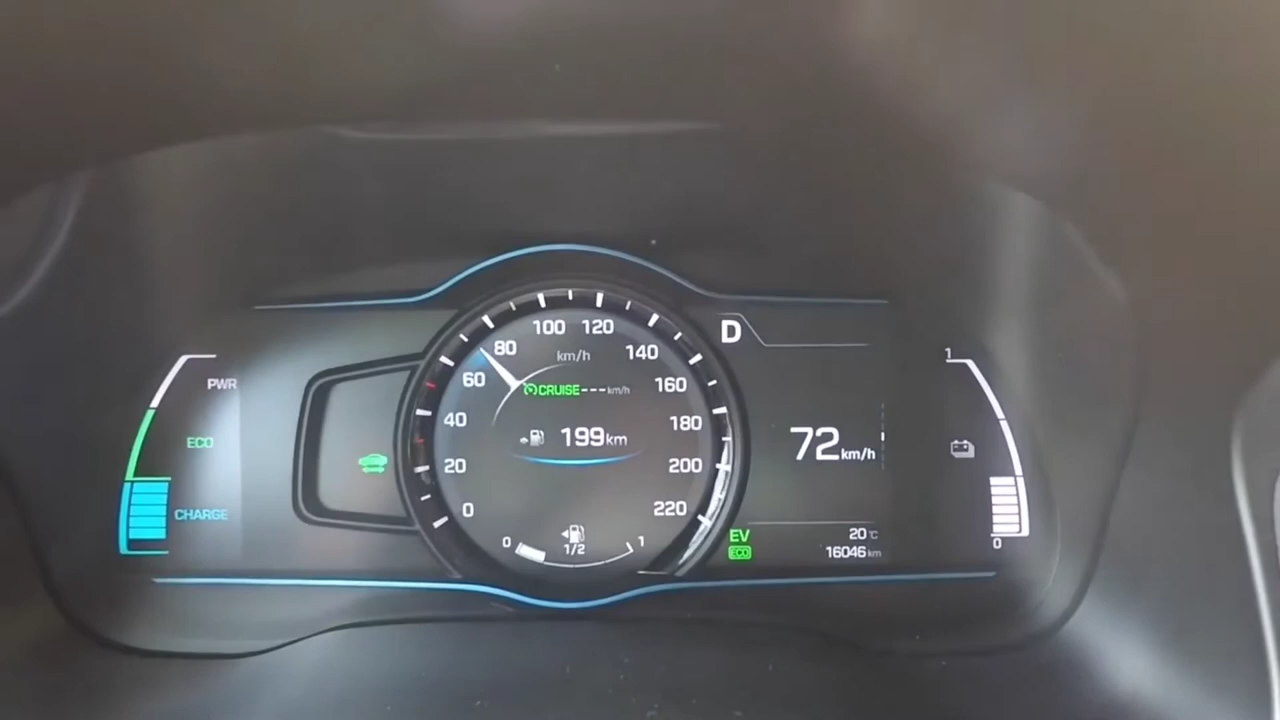 PWR
ECO
CHARGE
0
20
40
60
80
100
120
140
160
180
200
220
km/h
CRUISE---km/h
199km
0
1/2
1
D
72km/h
EV
ECO
20℃
16046km
1
0